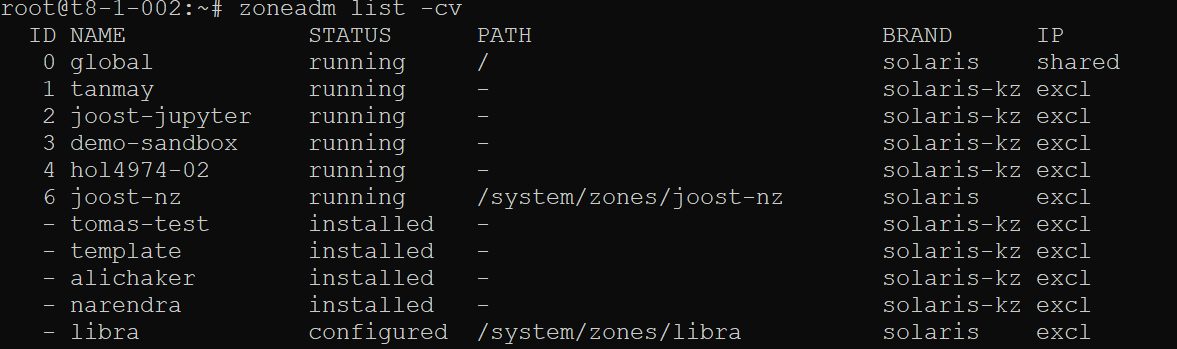 root@t8-1-002:~# zoneadm list -cv
ID NAME STATUS PATH BRAND IP
0 global running / solaris shared
1 tanmay running - solaris-kz excl
2 joost-jupyter running - solaris-kz excl
3 demo-sandbox running - solaris-kz excl
4 hol4974-02 running - solaris-kz excl
6 joost-nz running /system/zones/joost-nz solaris excl
- tomas-test installed - solaris-kz excl
- template installed - solaris-kz excl
- alichaker installed - solaris-kz excl
- narendra installed - solaris-kz excl
- libra configured /system/zones/libra solaris excl